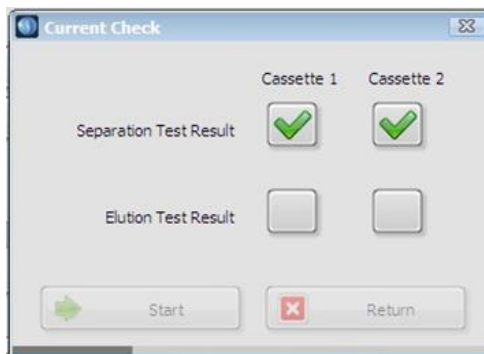 Current Check
Cassette 1 Cassette 2
Separation Test Result
Elution Test Result
Start Return